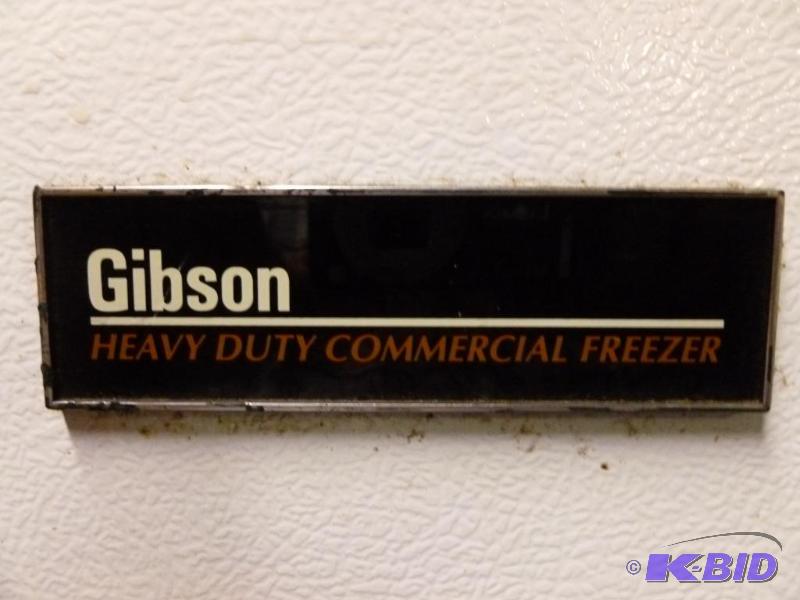 Gibson
HEAVY DUTY COMMERCIAL FREEZER
© K-BID